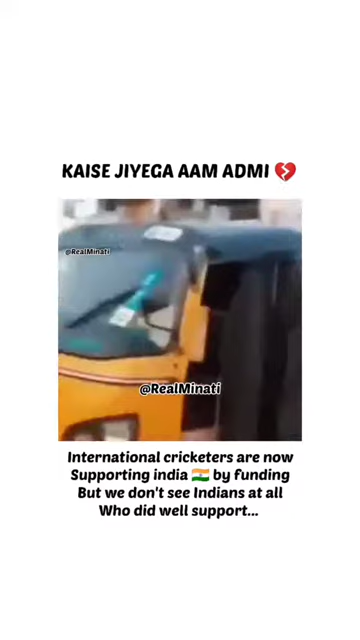 KAISE JIYEGA AAM ADMI 💔
@RealMinati
@RealMinati
International cricketers are now
Supporting india 🇮🇳 by funding
But we don't see Indians at all
Who did well support...